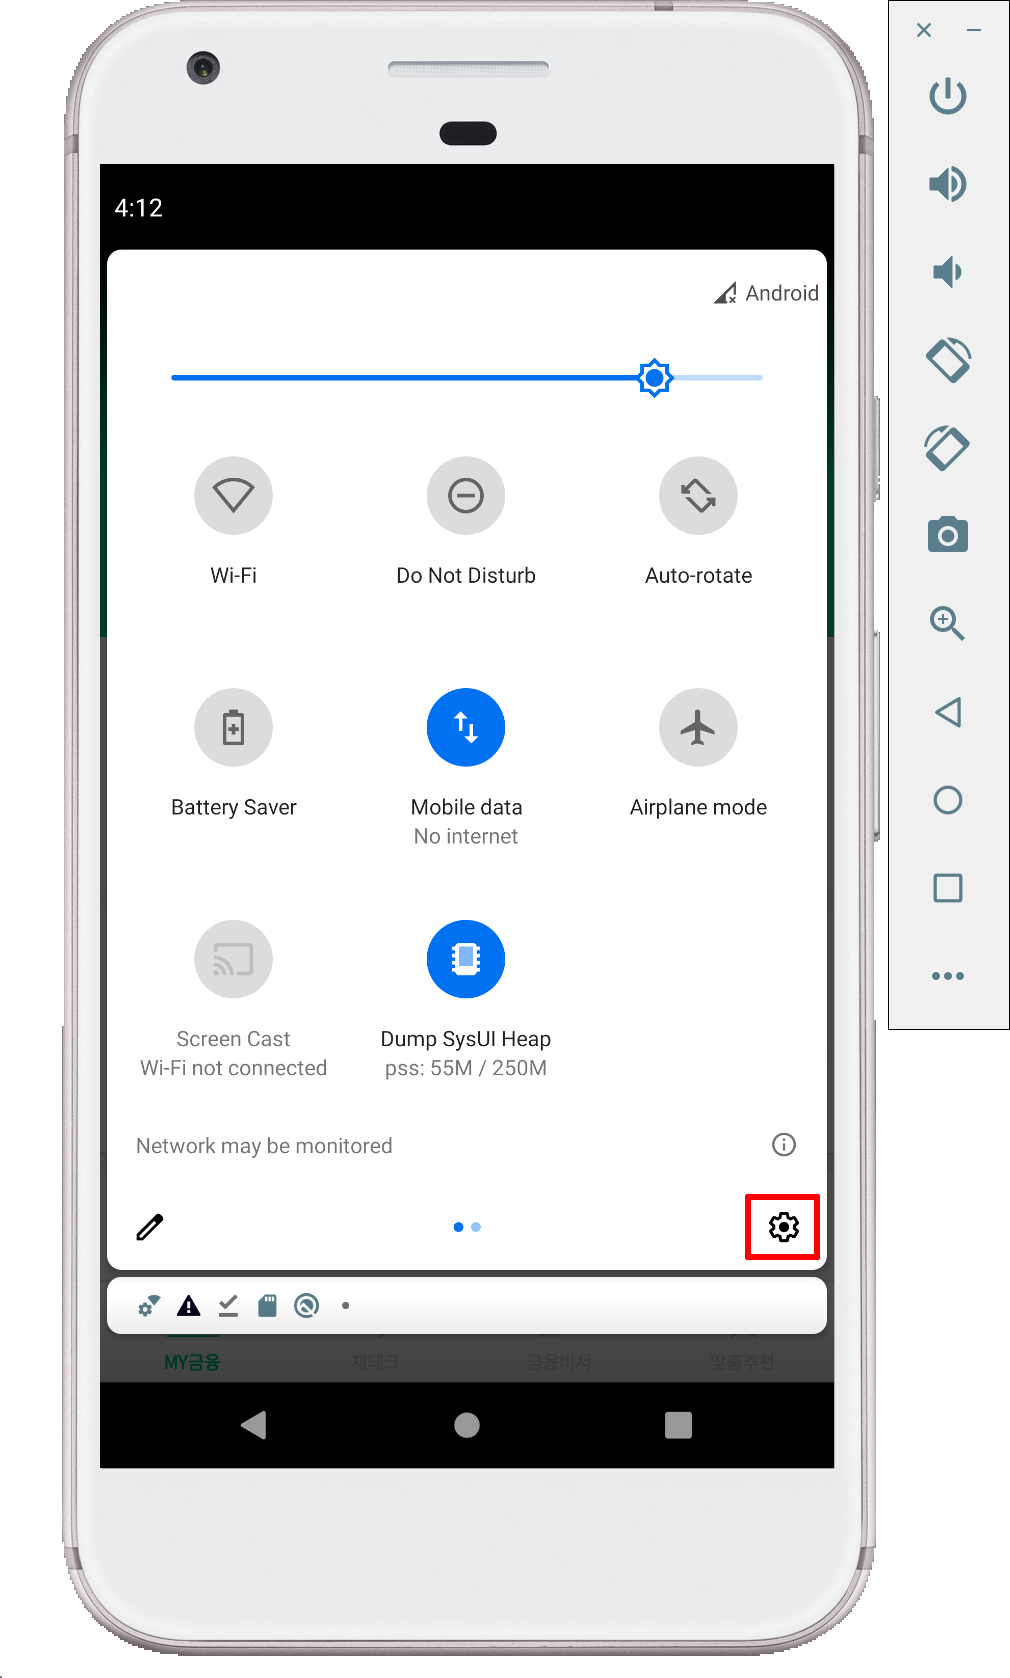 4:12
Android
Wi-Fi
Do Not Disturb
Auto-rotate
Battery Saver
Mobile data
No internet
Airplane mode
Screen Cast
Wi-Fi not connected
Dump SysUI Heap
pss: 55M / 250M
Network may be monitored
MY금융
재테크
금융비서
맞춤추천